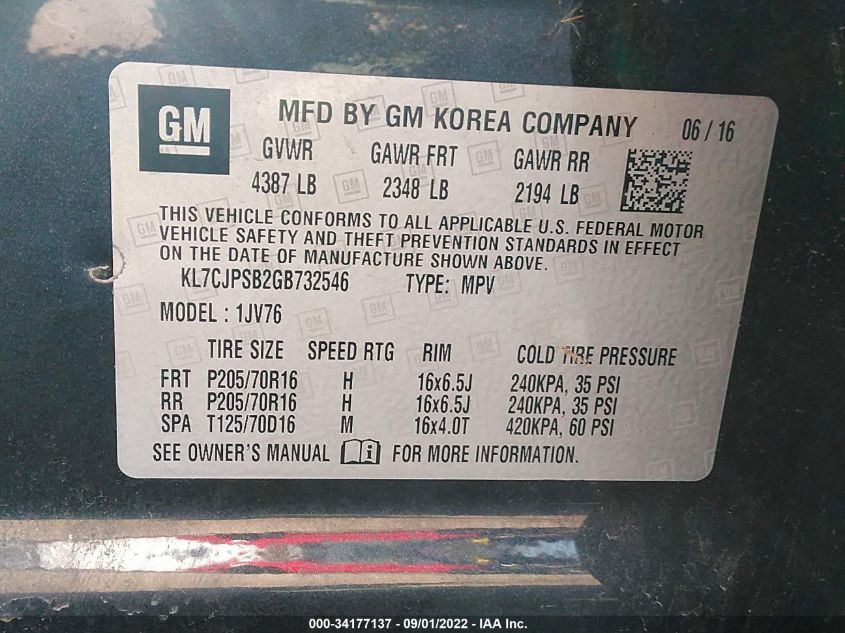 GM MFD BY GM KOREA COMPANY 06 / 16
GVWR GAWR FRT GAWR RR
4387 LB 2348 LB 2194 LB
THIS VEHICLE CONFORMS TO ALL APPLICABLE U.S. FEDERAL MOTOR
VEHICLE SAFETY AND THEFT PREVENTION STANDARDS IN EFFECT
ON THE DATE OF MANUFACTURE SHOWN ABOVE.
KL7CJPSB2GB732546 TYPE: MPV
MODEL : 1JV76
TIRE SIZE SPEED RTG RIM COLD TIRE PRESSURE
FRT P205/70R16 H 16x6.5J 240KPA, 35 PSI
RR P205/70R16 H 16x6.5J 240KPA, 35 PSI
SPA T125/70D16 M 16x4.0T 420KPA, 60 PSI
SEE OWNER'S MANUAL i FOR MORE INFORMATION.
000-34177137 - 09/01/2022 - IAA Inc.